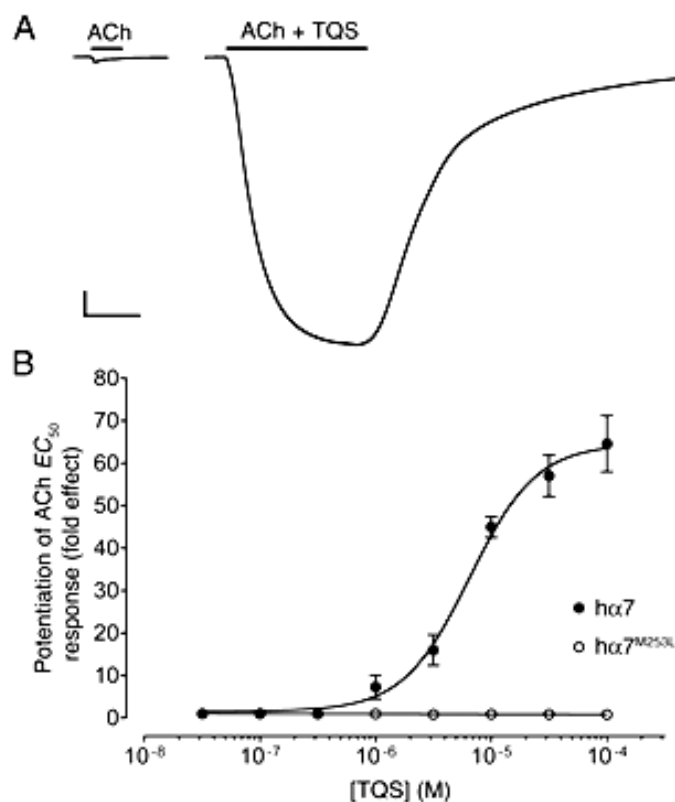 A
ACh
ACh + TQS
B
80
70
60
50
40
30
20
10
0
Potentiation of ACh EC₅₀
response (fold effect)
hα7
hα7ᴹ²⁵³ᴸ
10⁻⁸
10⁻⁷
10⁻⁶
10⁻⁵
10⁻⁴
[TQS] (M)